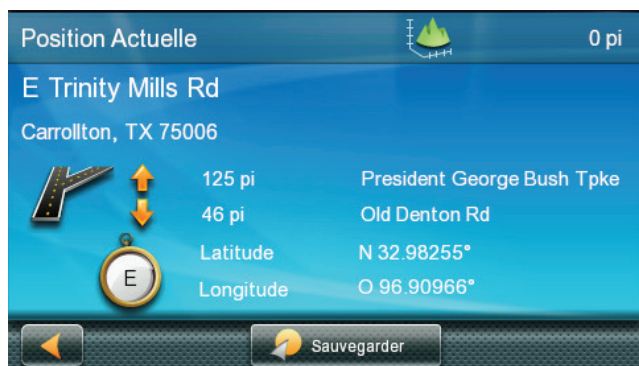 Position Actuelle 0 pi
E Trinity Mills Rd
Carrollton, TX 75006
125 pi President George Bush Tpke
46 pi Old Denton Rd
Latitude N 32.98255°
E
Longitude O 96.90966°
Sauvegarder